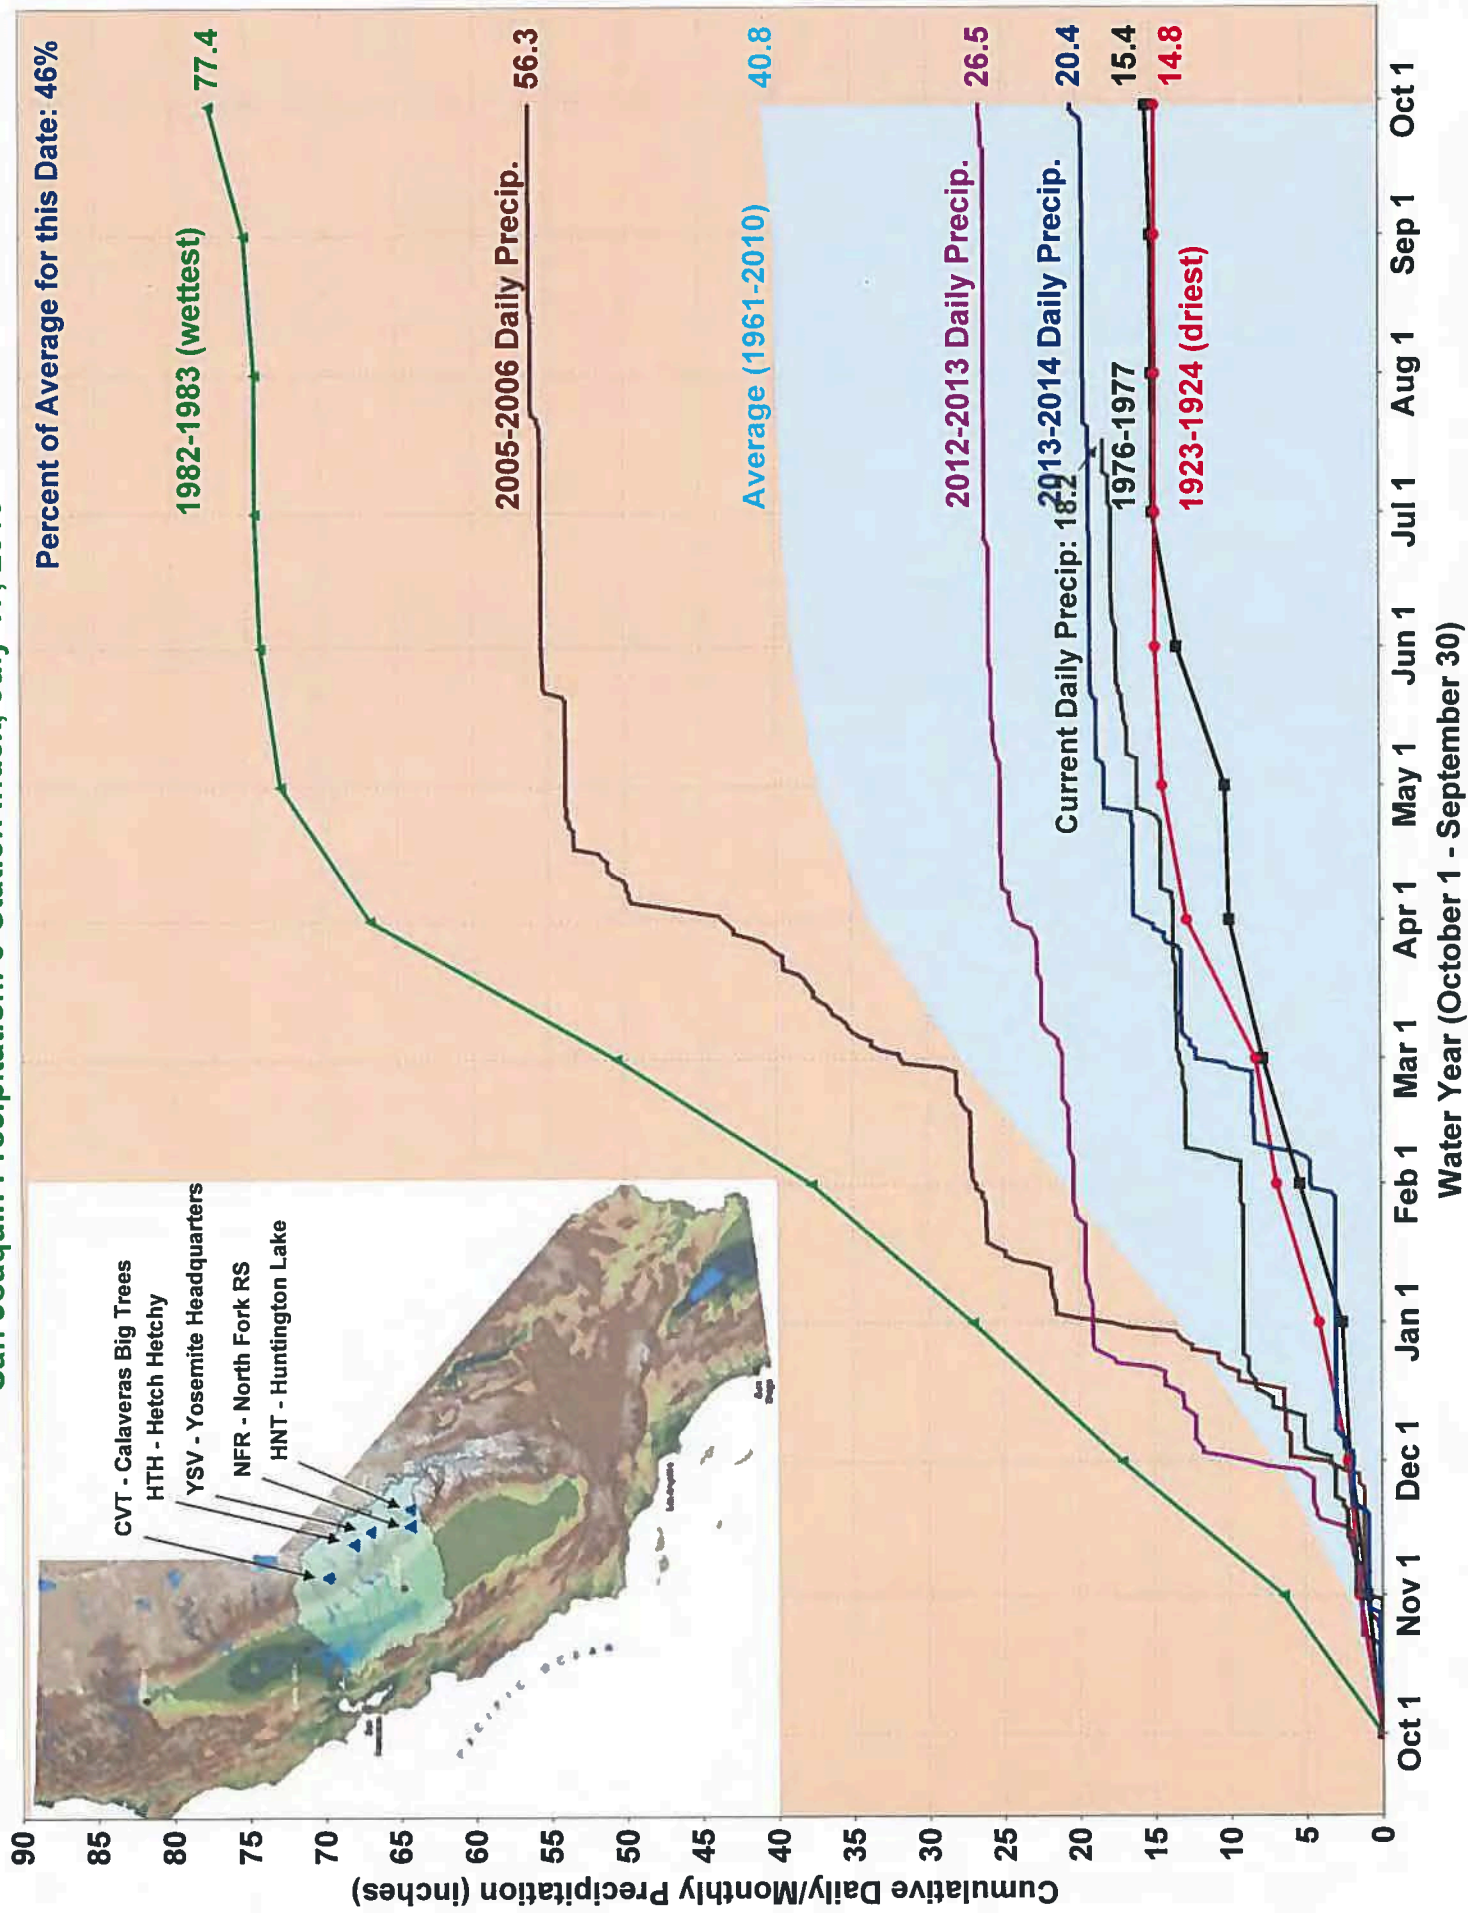 Percent of Average for this Date: 46%
90
85
80
75
70
65
60
55
50
45
40
35
30
25
20
15
10
5
0
Cumulative Daily/Monthly Precipitation (inches)
CVT - Calaveras Big Trees
HTH - Hetch Hetchy
YSV - Yosemite Headquarters
NFR - North Fork RS
HNT - Huntington Lake
PACIFIC OCEAN
1982-1983 (wettest)
77.4
2005-2006 Daily Precip.
56.3
Average (1961-2010)
40.8
2012-2013 Daily Precip.
26.5
2013-2014 Daily Precip.
20.4
Current Daily Precip: 18.2
1976-1977
15.4
1923-1924 (driest)
14.8
Oct 1
Nov 1
Dec 1
Jan 1
Feb 1
Mar 1
Apr 1
May 1
Jun 1
Jul 1
Aug 1
Sep 1
Oct 1
Water Year (October 1 - September 30)